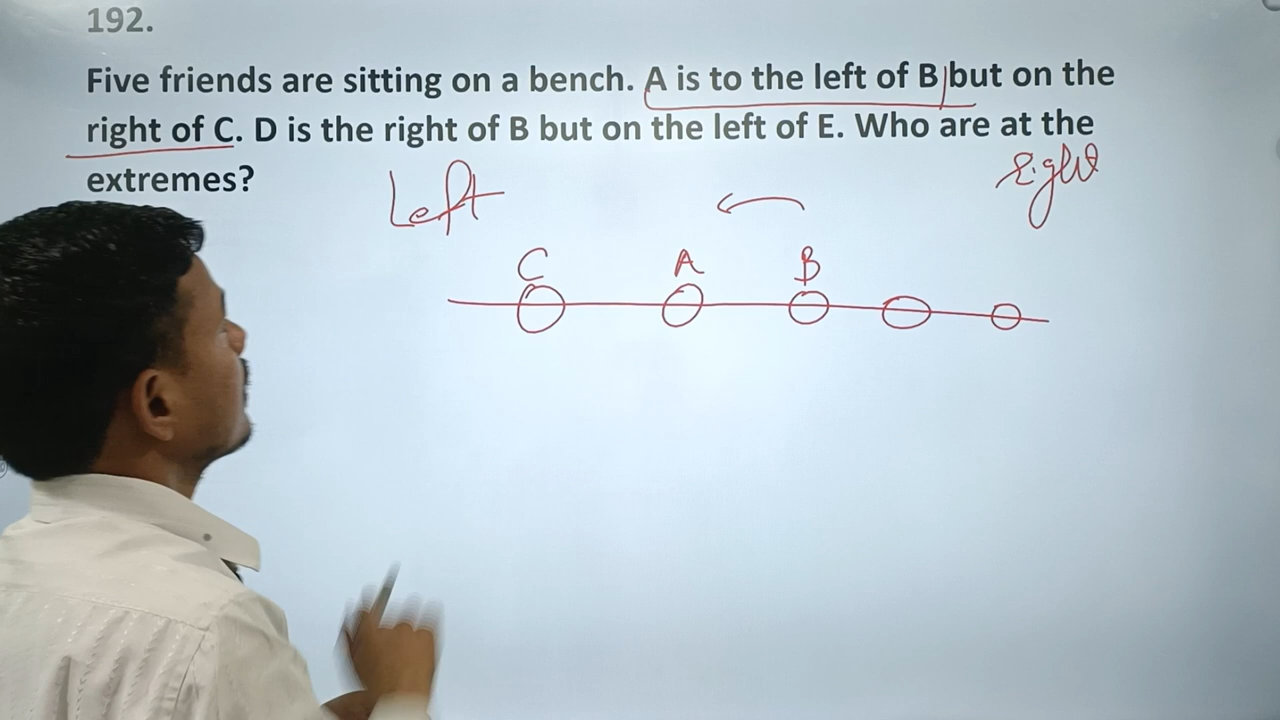 192.
Five friends are sitting on a bench. A is to the left of B but on the
right of C. D is the right of B but on the left of E. Who are at the
extremes?
Left
Right
C A B